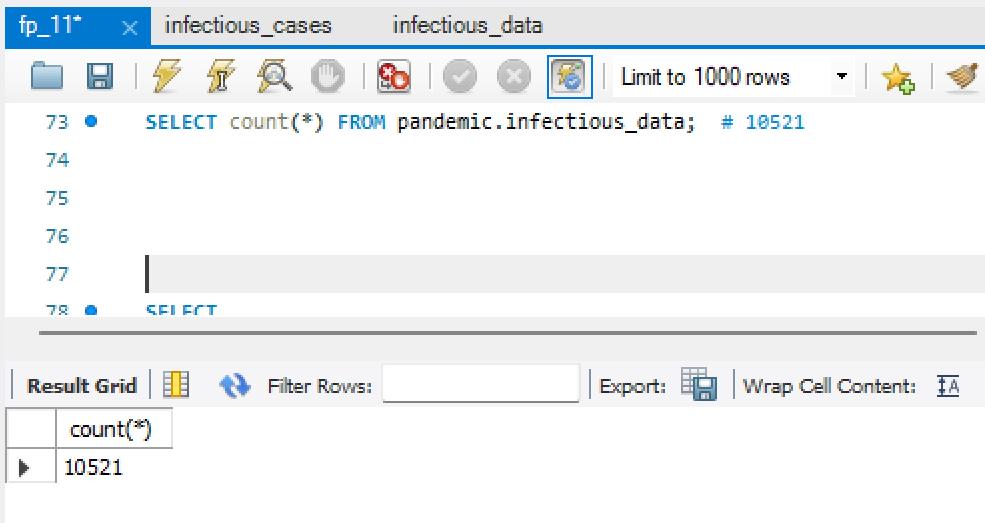 fp_11* infectious_cases infectious_data
Limit to 1000 rows
73 SELECT count(*) FROM pandemic.infectious_data; # 10521
74
75
76
77
78 SELECT
Result Grid Filter Rows: Export: Wrap Cell Content:
count(*)
10521